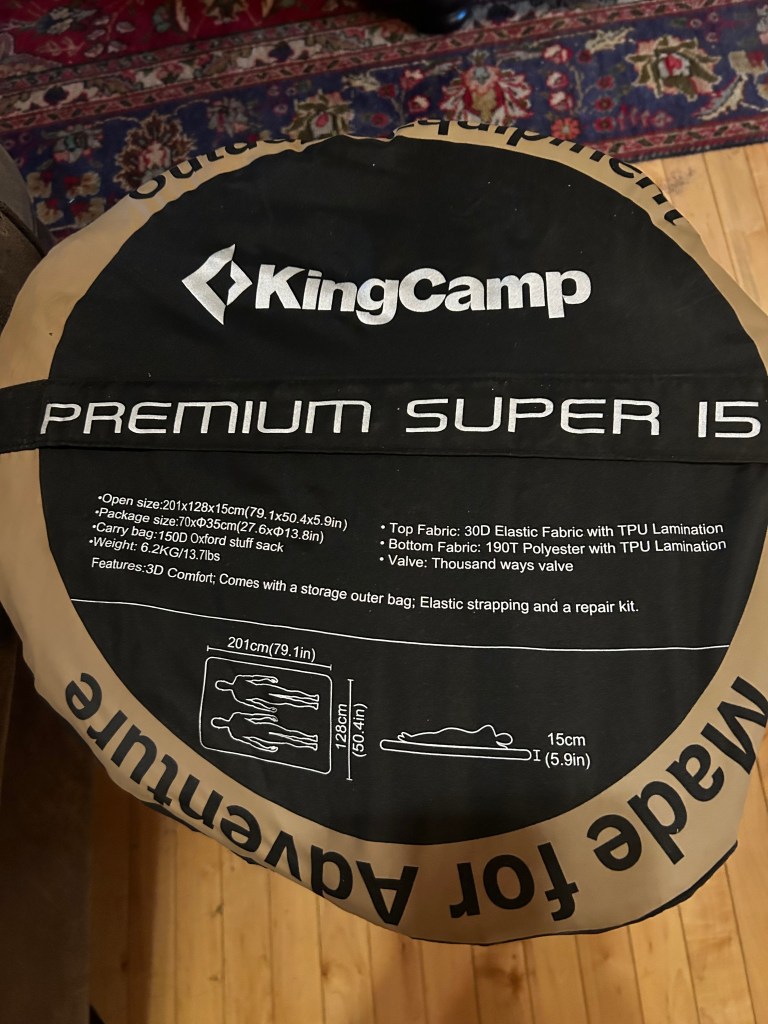 Outdoor Equipment
KingCamp
PREMIUM SUPER 15
•Open size:201x128x15cm(79.1x50.4x5.9in)
•Package size:70xΦ35cm(27.6xΦ13.8in)
•Carry bag:150D Oxford stuff sack
•Weight: 6.2KG/13.7lbs
• Top Fabric: 30D Elastic Fabric with TPU Lamination
• Bottom Fabric: 190T Polyester with TPU Lamination
• Valve: Thousand ways valve
Features:3D Comfort; Comes with a storage outer bag; Elastic strapping and a repair kit.
201cm(79.1in)
128cm
(50.4in)
15cm
(5.9in)
Made for Adventure